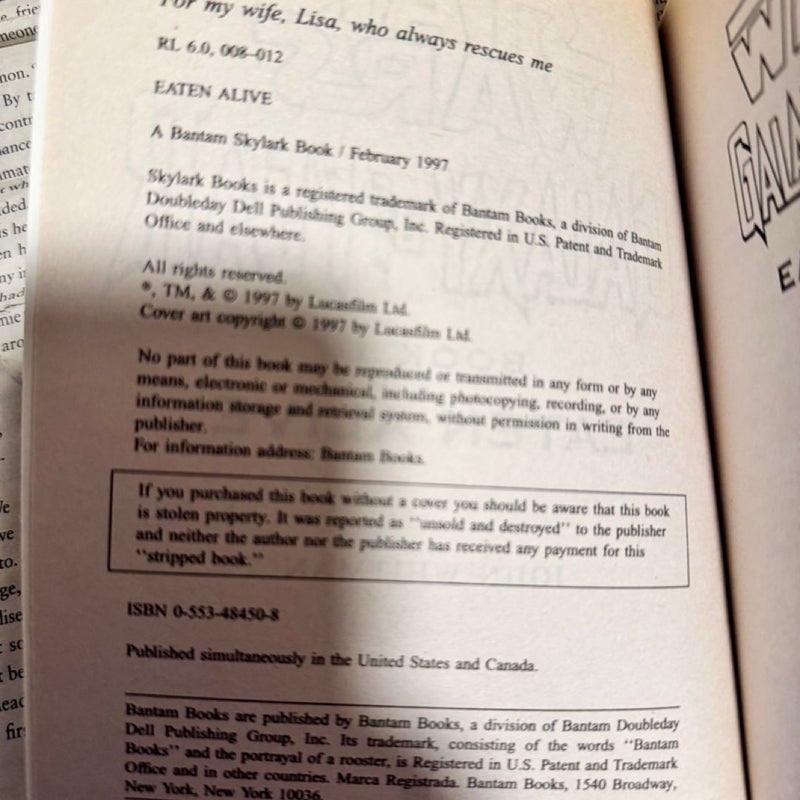 For my wife, Lisa, who always rescues me
RL 6.0, 008–012
EATEN ALIVE
A Bantam Skylark Book / February 1997
Skylark Books is a registered trademark of Bantam Books, a division of Bantam
Doubleday Dell Publishing Group, Inc. Registered in U.S. Patent and Trademark
Office and elsewhere.
All rights reserved.
®, TM, & © 1997 by Lucasfilm Ltd.
Cover art copyright © 1997 by Lucasfilm Ltd.
No part of this book may be reproduced or transmitted in any form or by any
means, electronic or mechanical, including photocopying, recording, or by any
information storage and retrieval system, without permission in writing from the
publisher.
For information address: Bantam Books.
If you purchased this book without a cover you should be aware that this book
is stolen property. It was reported as "unsold and destroyed" to the publisher
and neither the author nor the publisher has received any payment for this
"stripped book."
ISBN 0-553-48450-8
Published simultaneously in the United States and Canada.
Bantam Books are published by Bantam Books, a division of Bantam Doubleday
Dell Publishing Group, Inc. Its trademark, consisting of the words "Bantam
Books" and the portrayal of a rooster, is Registered in U.S. Patent and Trademark
Office and in other countries. Marca Registrada. Bantam Books, 1540 Broadway,
New York, New York 10036.